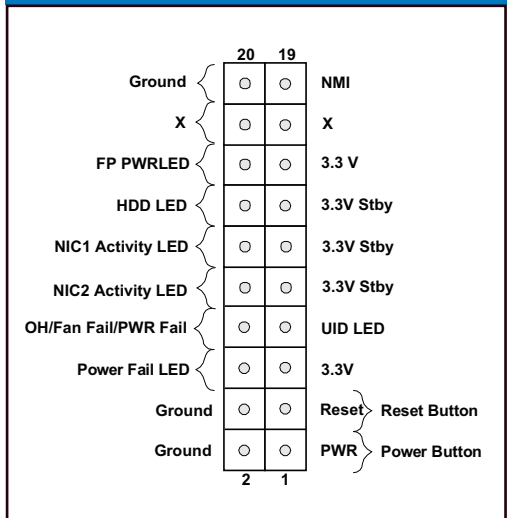 20 19
Ground NMI
X X
FP PWRLED 3.3 V
HDD LED 3.3V Stby
NIC1 Activity LED 3.3V Stby
NIC2 Activity LED 3.3V Stby
OH/Fan Fail/PWR Fail UID LED
Power Fail LED 3.3V
Ground Reset Reset Button
Ground PWR Power Button
2 1